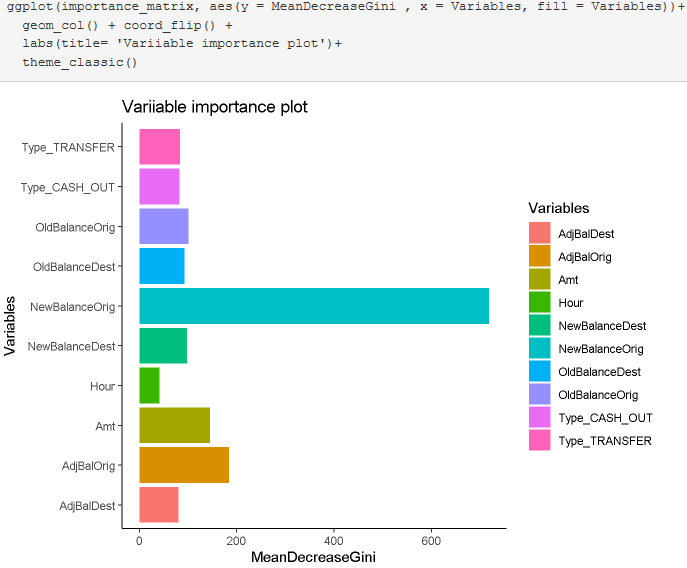 ggplot(importance_matrix, aes(y = MeanDecreaseGini , x = Variables, fill = Variables))+
geom_col() + coord_flip() +
labs(title= 'Variiable importance plot')+
theme_classic()
Variiable importance plot
Type_TRANSFER
Type_CASH_OUT
OldBalanceOrig
OldBalanceDest
NewBalanceOrig
NewBalanceDest
Hour
Amt
AdjBalOrig
AdjBalDest
Variables
0 200 400 600
MeanDecreaseGini
Variables
AdjBalDest
AdjBalOrig
Amt
Hour
NewBalanceDest
NewBalanceOrig
OldBalanceDest
OldBalanceOrig
Type_CASH_OUT
Type_TRANSFER